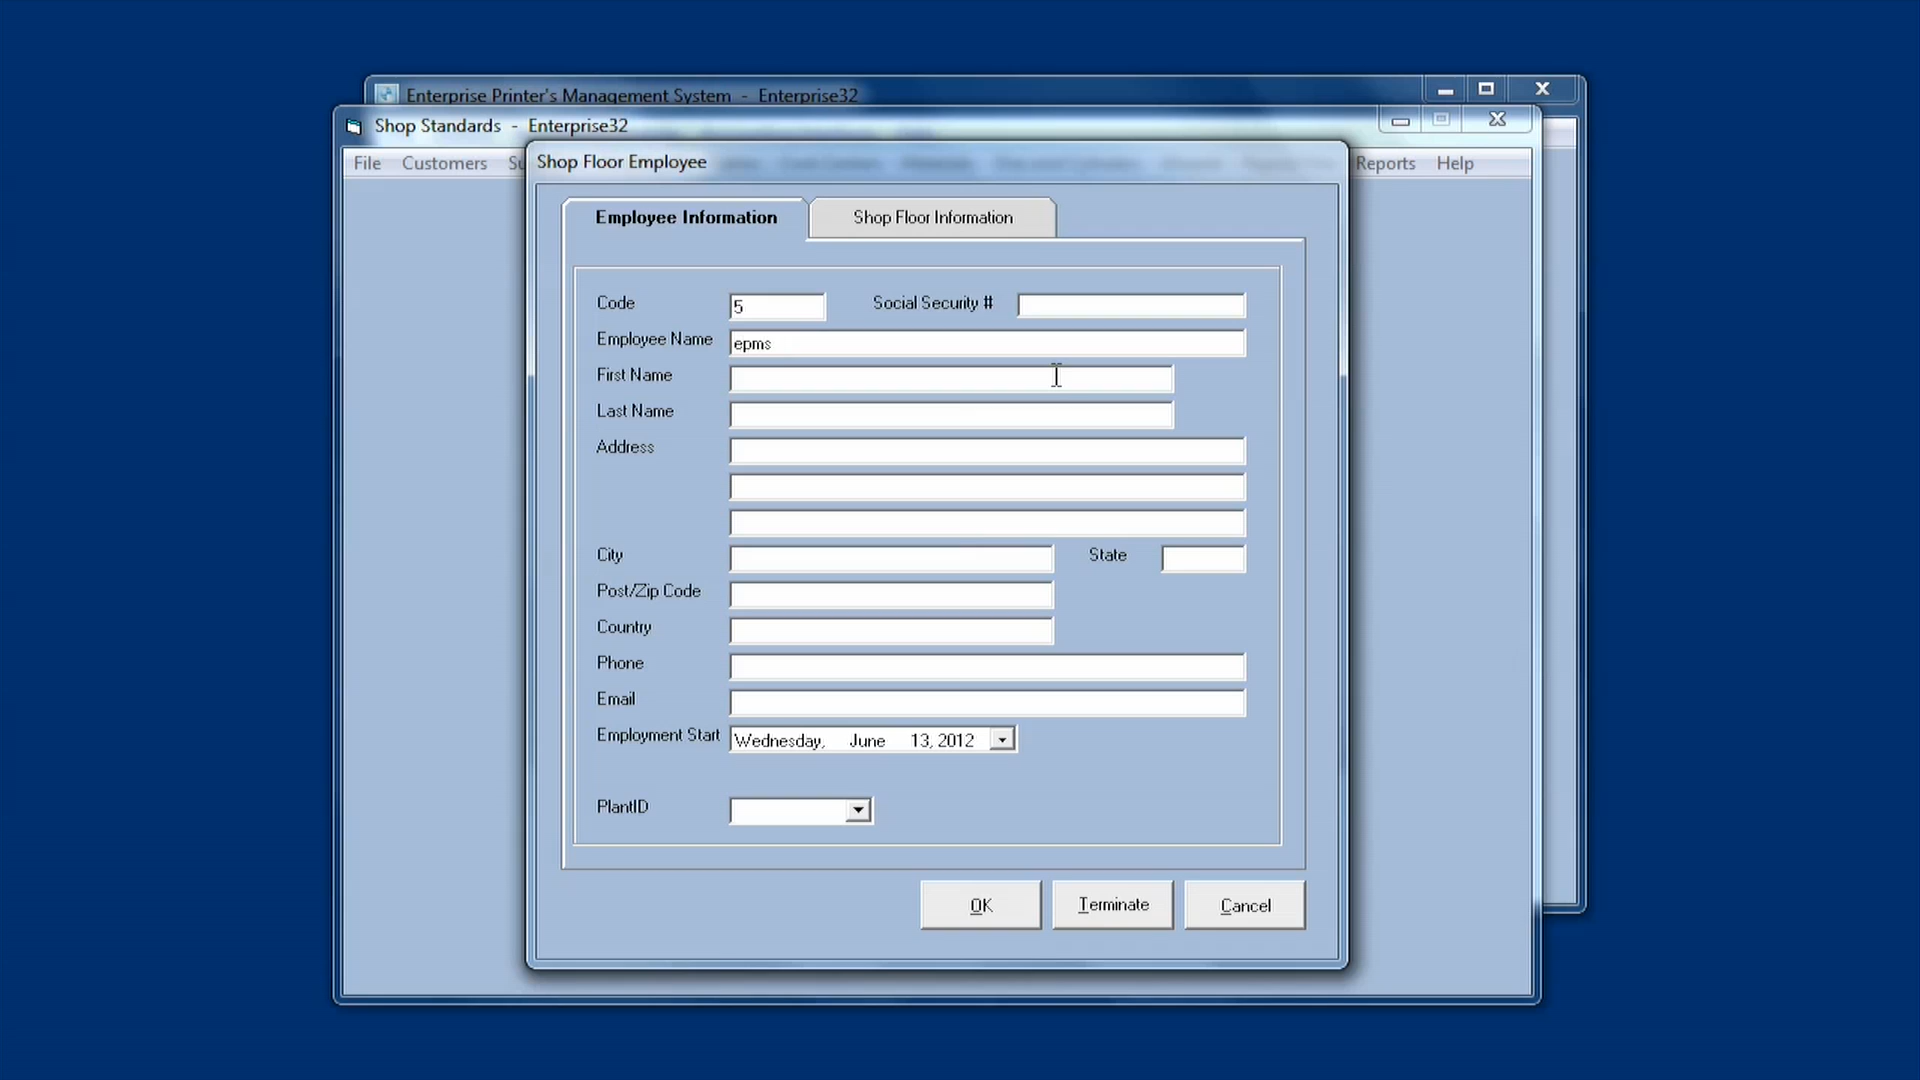 Enterprise Printer's Management System - Enterprise32
Shop Standards - Enterprise32
File Customers Reports Help
Shop Floor Employee
Employee Information Shop Floor Information
Code 5 Social Security #
Employee Name epms
First Name
Last Name
Address
City State
Post/Zip Code
Country
Phone
Email
Employment Start Wednesday, June 13, 2012
PlantID
OK Terminate Cancel